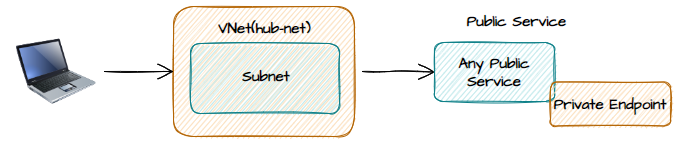 VNet(hub-net)
Subnet
Public Service
Any Public
Service
Private Endpoint